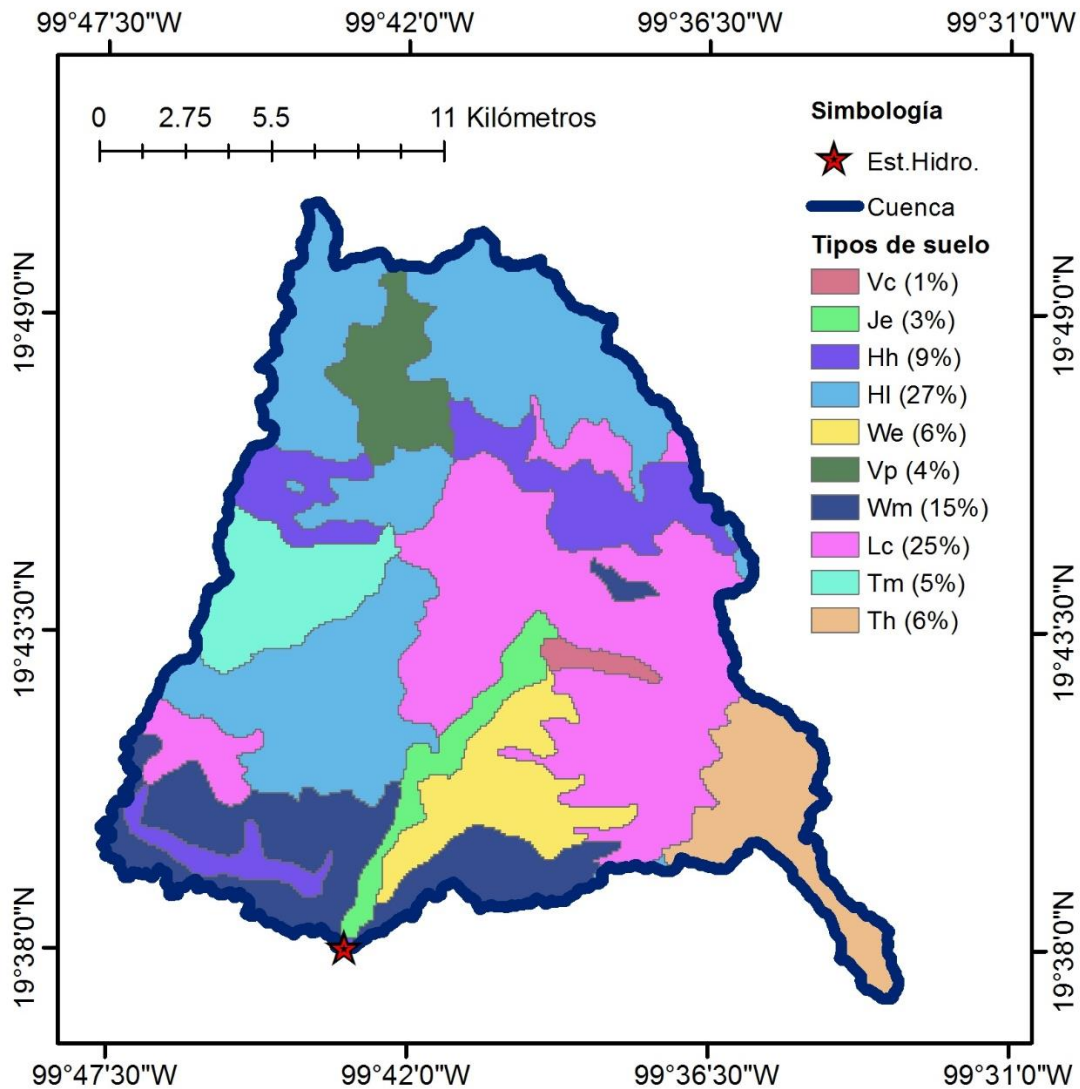 99°47'30"W 99°42'0"W 99°36'30"W 99°31'0"W
0 2.75 5.5 11 Kilómetros
Simbología
Est.Hidro.
Cuenca
Tipos de suelo
Vc (1%)
Je (3%)
Hh (9%)
Hl (27%)
We (6%)
Vp (4%)
Wm (15%)
Lc (25%)
Tm (5%)
Th (6%)
19°49'0"N
19°43'30"N
19°38'0"N
19°49'0"N
19°43'30"N
19°38'0"N
99°47'30"W 99°42'0"W 99°36'30"W 99°31'0"W